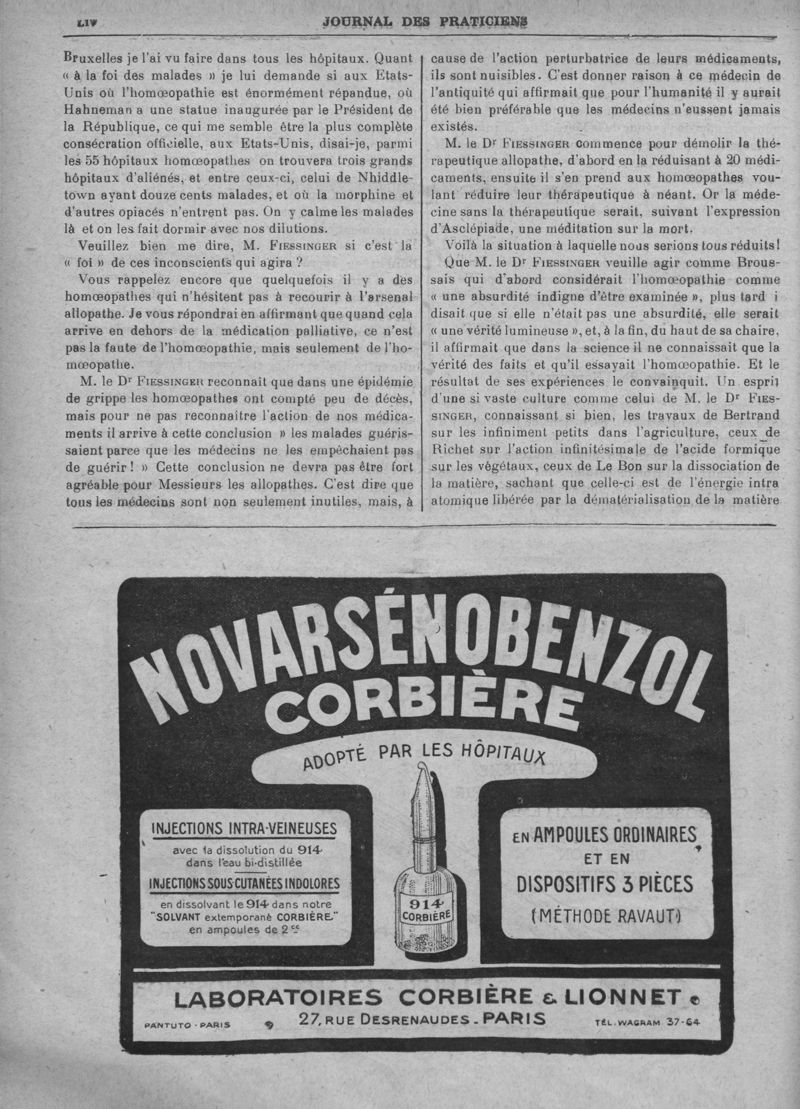 LIV
JOURNAL DES PRATICIENS
Bruxelles je l'ai vu faire dans tous les hôpitaux. Quant
« à la foi des malades » je lui demande si aux Etats-
Unis où l'homœopathie est énormément répandue, où
Hahneman a une statue inaugurée par le Président de
la République, ce qui me semble être la plus complète
consécration officielle, aux Etats-Unis, disai-je, parmi
les 55 hôpitaux homœopathes on trouvera trois grands
hôpitaux d'aliénés, et entre ceux-ci, celui de Nhiddle-
town ayant douze cents malades, et où la morphine et
d'autres opiacés n'entrent pas. On y calme les malades
là et on les fait dormir avec nos dilutions.
Veuillez bien me dire, M. FIESSINGER si c'est la
« foi » de ces inconscients qui agira ?
Vous rappelez encore que quelquefois il y a des
homœopathes qui n'hésitent pas à recourir à l'arsenal
allopathe. Je vous répondrai en affirmant que quand cela
arrive en dehors de la médication palliative, ce n'est
pas la faute de l'homœopathie, mais seulement de l'ho-
mœopathe.
M. le Dr FIESSINGER reconnaît que dans une épidémie
de grippe les homœopathes ont compté peu de décès,
mais pour ne pas reconnaitre l'action de nos médica-
ments il arrive à cette conclusion » les malades guéris-
saient parce que les médecins ne les empêchaient pas
de guérir ! » Cette conclusion ne devra pas être fort
agréable pour Messieurs les allopathes. C'est dire que
tous les médecins sont non seulement inutiles, mais, à
cause de l'action perturbatrice de leurs médicaments,
ils sont nuisibles. C'est donner raison à ce médecin de
l'antiquité qui affirmait que pour l'humanité il y aurait
été bien préférable que les médecins n'eussent jamais
existés.
M. le Dr FIESSINGER commence pour démolir la thé-
rapeutique allopathe, d'abord en la réduisant à 20 médi-
caments, ensuite il s'en prend aux homœopathes vou-
lant réduire leur thérapeutique à néant. Or la méde-
cine sans la thérapeutique serait, suivant l'expression
d'Asclépiade, une méditation sur la mort.
Voilà la situation à laquelle nous serions tous réduits!
Que M. le Dr FIESSINGER veuille agir comme Brous-
sais qui d'abord considérait l'homœopathie comme
« une absurdité indigne d'être examinée », plus tard i
disait que si elle n'était pas une absurdité, elle serait
« une vérité lumineuse », et, à la fin, du haut de sa chaire,
il affirmait que dans la science il ne connaissait que la
vérité des faits et qu'il essayait l'homœopathie. Et le
résultat de ses expériences le convainquit. Un esprit
d'une si vaste culture comme celui de M. le Dr FIES-
SINGER, connaissant si bien, les travaux de Bertrand
sur les infiniment petits dans l'agriculture, ceux de
Richet sur l'action infinitésimale de l'acide formique
sur les végétaux, ceux de Le Bon sur la dissociation de
la matière, sachant que celle-ci est de l'énergie intra
atomique libérée par la dématérialisation de la matière
NOVARSÉNOBENZOL
CORBIÈRE
ADOPTÉ PAR LES HÔPITAUX
INJECTIONS INTRA-VEINEUSES
avec la dissolution du 914
dans l'eau bi-distillée
INJECTIONS SOUS CUTANÉES INDOLORES
en dissolvant le 914 dans notre
"SOLVANT extemporané CORBIÈRE"
en ampoules de 2 cc
914
CORBIÈRE
EN AMPOULES ORDINAIRES
ET EN
DISPOSITIFS 3 PIÈCES
(MÉTHODE RAVAUT)
LABORATOIRES CORBIÈRE & LIONNET
PANTUTO - PARIS
27, RUE DESRENAUDES - PARIS
TÉL. WAGRAM 37-64